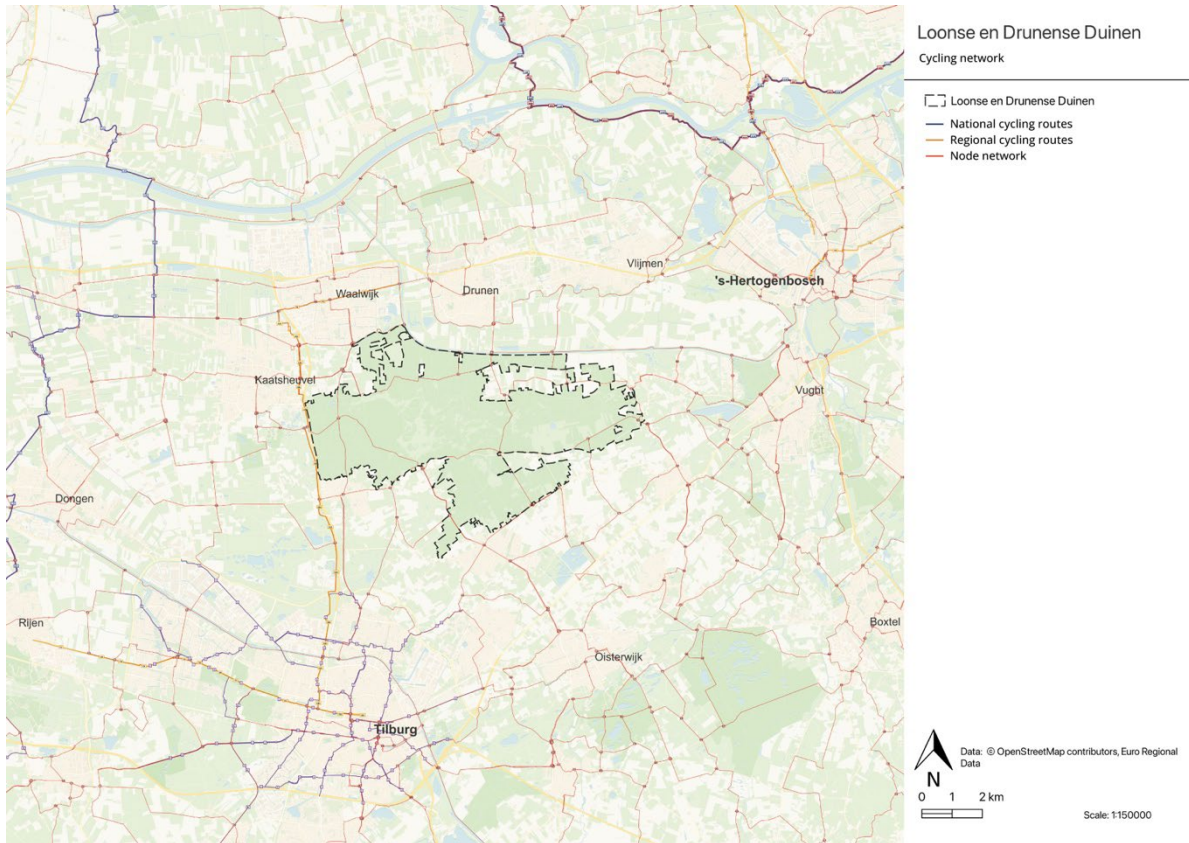 Loonse en Drunense Duinen
Cycling network
Loonse en Drunense Duinen
National cycling routes
Regional cycling routes
Node network
Vlijmen
's-Hertogenbosch
Waalwijk
Drunen
Kaatsheuvel
Vught
Dongen
Rijen
Boxtel
Oisterwijk
Tilburg
N
Data: © OpenStreetMap contributors, Euro Regional
Data
0 1 2 km
Scale: 1:150000